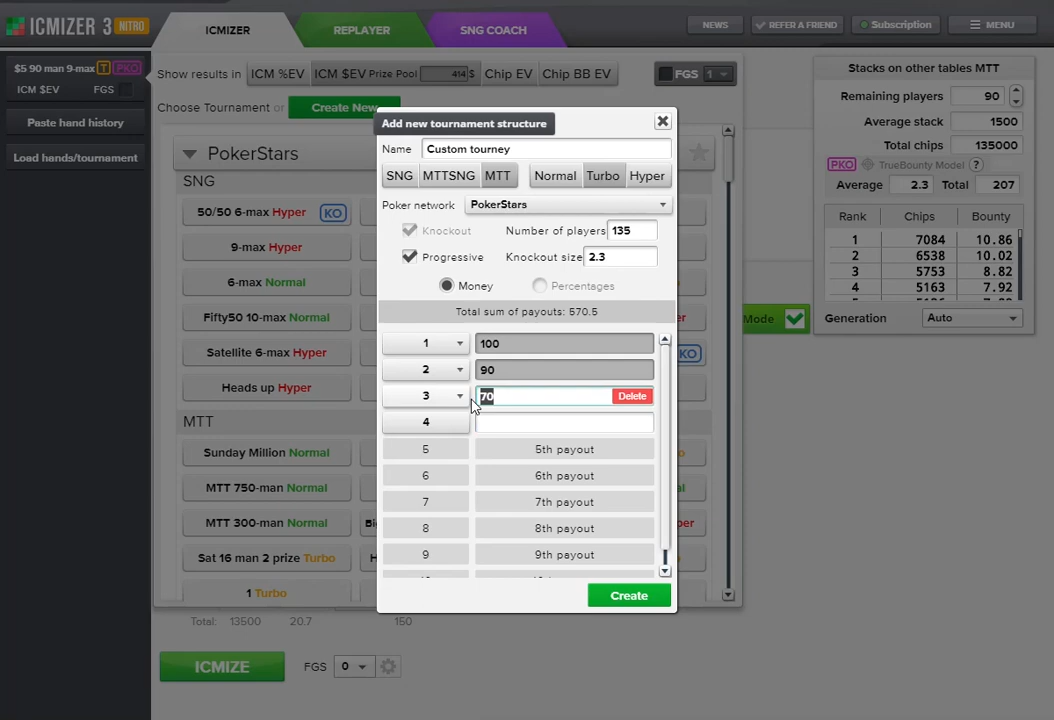 ICMIZER 3 NITRO
ICMIZER
REPLAYER
SNG COACH
NEWS
REFER A FRIEND
Subscription
MENU
$5 90 man 9-max T PKO
ICM $EV FGS
Paste hand history
Load hands/tournament
Show results in ICM %EV ICM $EV Prize Pool 414 $ Chip EV Chip BB EV FGS 1
Choose Tournament or Create New
PokerStars
SNG
50/50 6-max Hyper KO
9-max Hyper
6-max Normal
Fifty50 10-max Normal
Satellite 6-max Hyper
KO
Heads up Hyper
MTT
Sunday Million Normal
MTT 750-man Normal
MTT 300-man Normal
Sat 16 man 2 prize Turbo
1 Turbo
Add new tournament structure
Name Custom tourney
SNG MTTSNG MTT Normal Turbo Hyper
Poker network PokerStars
Knockout Number of players 135
Progressive Knockout size 2.3
Money Percentages
Total sum of payouts: 570.5
1 100
2 90
3 70 Delete
4
5 5th payout
6 6th payout
7 7th payout
8 8th payout
9 9th payout
Create
Stacks on other tables MTT
Remaining players 90
Average stack 1500
Total chips 135000
PKO TrueBounty Model ?
Average 2.3 Total 207
Rank Chips Bounty
1 7084 10.86
2 6538 10.02
3 5753 8.82
4 5163 7.92
Mode
Generation Auto
Total: 13500 20.7 150
ICMIZE FGS 0